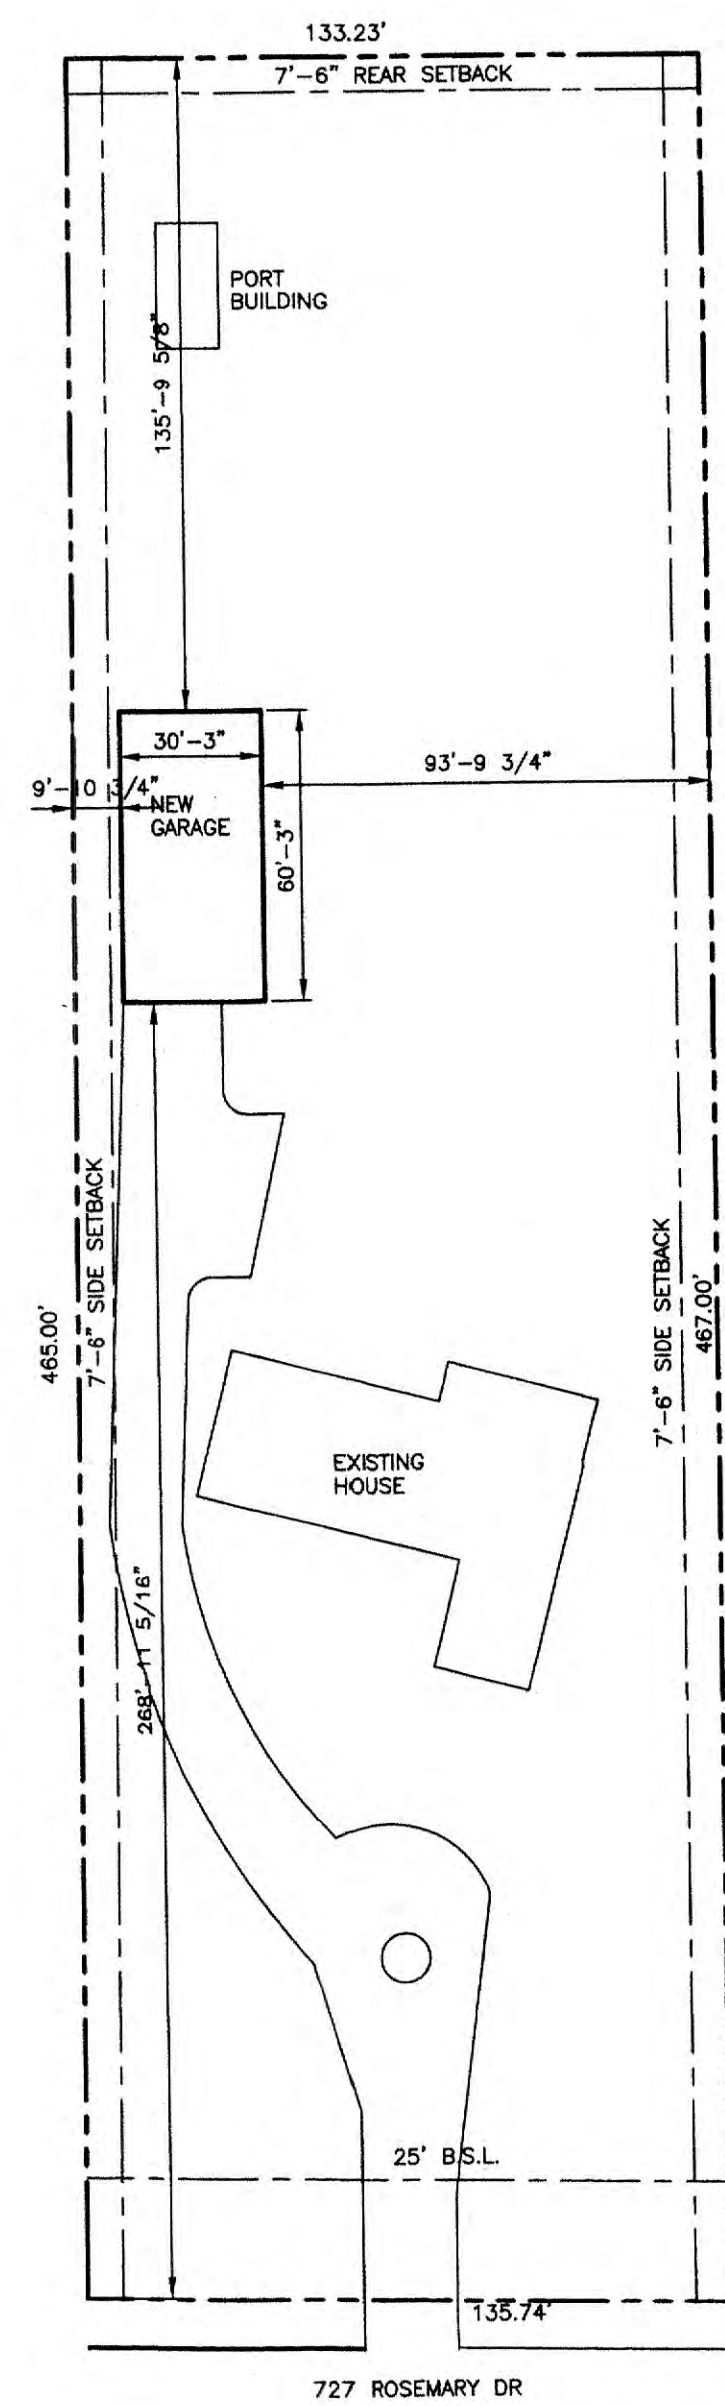 133.23'
7'-6" REAR SETBACK
PORT
BUILDING
135'-9 5/8"
30'-3"
93'-9 3/4"
9'-10 3/4"
NEW
GARAGE
60'-3"
7'-6" SIDE SETBACK
465.00'
7'-6" SIDE SETBACK
467.00'
EXISTING
HOUSE
268'-11 5/16"
25' B.S.L.
135.74'
727 ROSEMARY DR